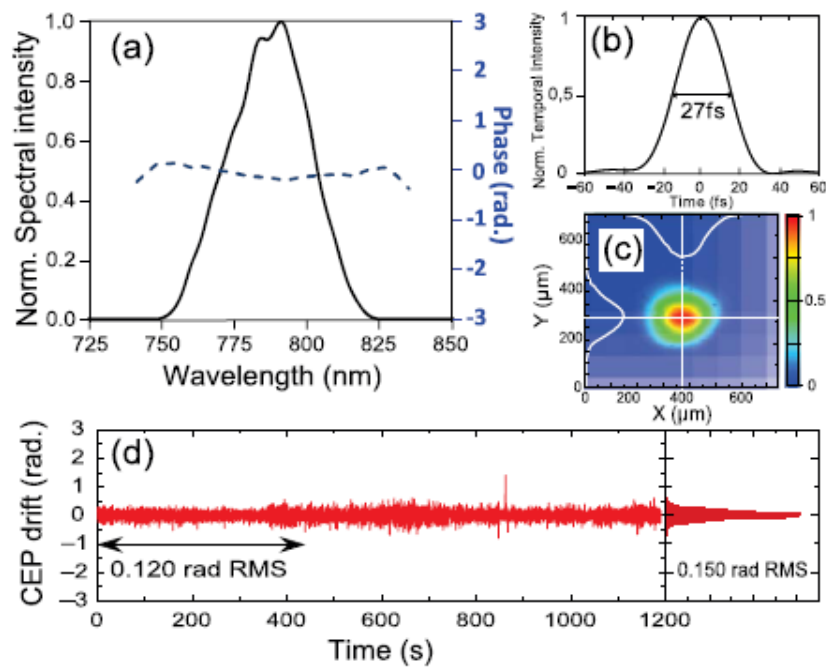 (a)
Norm. Spectral intensity
1.0
0.8
0.6
0.4
0.2
0.0
725 750 775 800 825 850
Wavelength (nm)
3
2
1
0
-1
-2
-3
Phase (rad.)
(b)
Norm. Temporal Intensity
1
0,5
0
27fs
−60 −40 −20 0 20 40 60
Time (fs)
(c)
Y (µm)
600
400
200
0
0 200 400 600
X (µm)
1
0.5
0
(d)
CEP drift (rad.)
3
2
1
0
−1
−2
−3
0.120 rad RMS
0.150 rad RMS
0 200 400 600 800 1000 1200
Time (s)